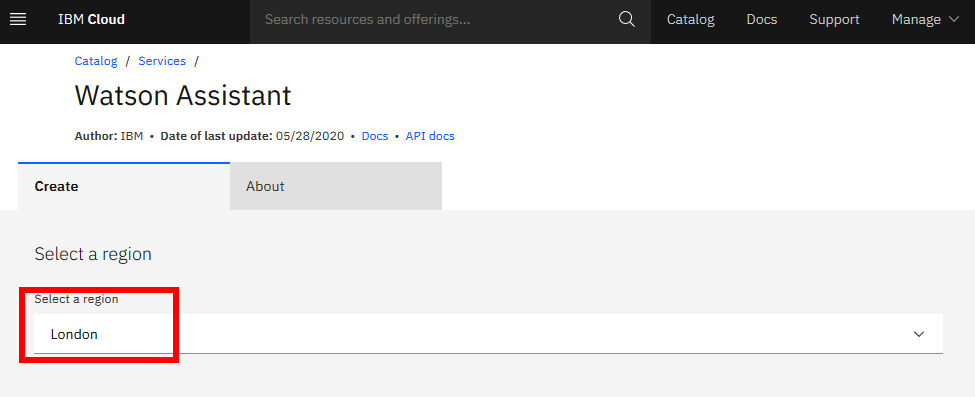 IBM Cloud Search resources and offerings... Catalog Docs Support Manage
Catalog / Services /
Watson Assistant
Author: IBM • Date of last update: 05/28/2020 • Docs • API docs
Create About
Select a region
Select a region
London